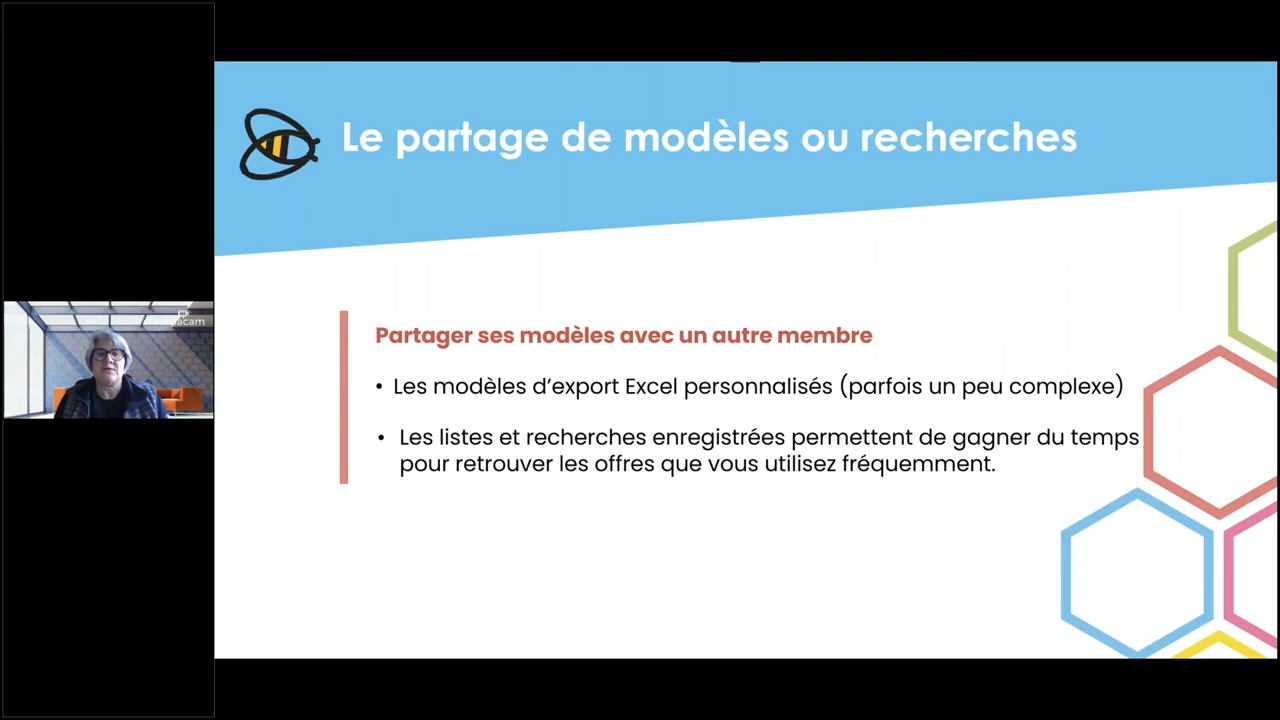 Le partage de modèles ou recherches
Partager ses modèles avec un autre membre
• Les modèles d’export Excel personnalisés (parfois un peu complexe)
• Les listes et recherches enregistrées permettent de gagner du temps
pour retrouver les offres que vous utilisez fréquemment.